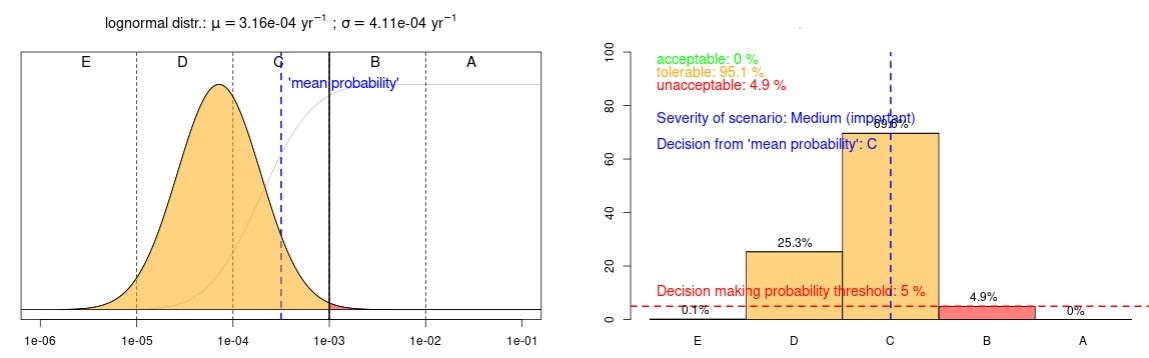 lognormal distr.: μ = 3.16e-04 yr⁻¹ ; σ = 4.11e-04 yr⁻¹
E D C B A
'mean probability'
1e-06 1e-05 1e-04 1e-03 1e-02 1e-01
100
80
60
40
20
0
acceptable: 0 %
tolerable: 95.1 %
unacceptable: 4.9 %
Severity of scenario: Medium (important)
69.6%
Decision from 'mean probability': C
25.3%
Decision making probability threshold: 5 %
0.1%
4.9%
0%
E D C B A